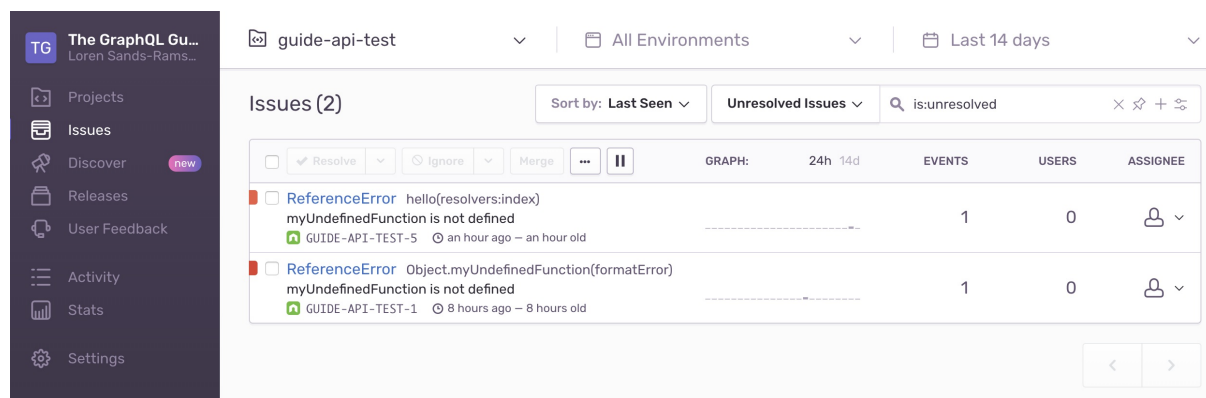 TG
The GraphQL Gu…
Loren Sands-Rams…
Projects
Issues
Discover new
Releases
User Feedback
Activity
Stats
Settings
guide-api-test
All Environments
Last 14 days
Issues (2)
Sort by: Last Seen
Unresolved Issues
is:unresolved
Resolve
Ignore
Merge
GRAPH: 24h 14d EVENTS USERS ASSIGNEE
ReferenceError hello(resolvers:index)
myUndefinedFunction is not defined 1 0
GUIDE-API-TEST-5 an hour ago — an hour old
ReferenceError Object.myUndefinedFunction(formatError)
myUndefinedFunction is not defined 1 0
GUIDE-API-TEST-1 8 hours ago — 8 hours old